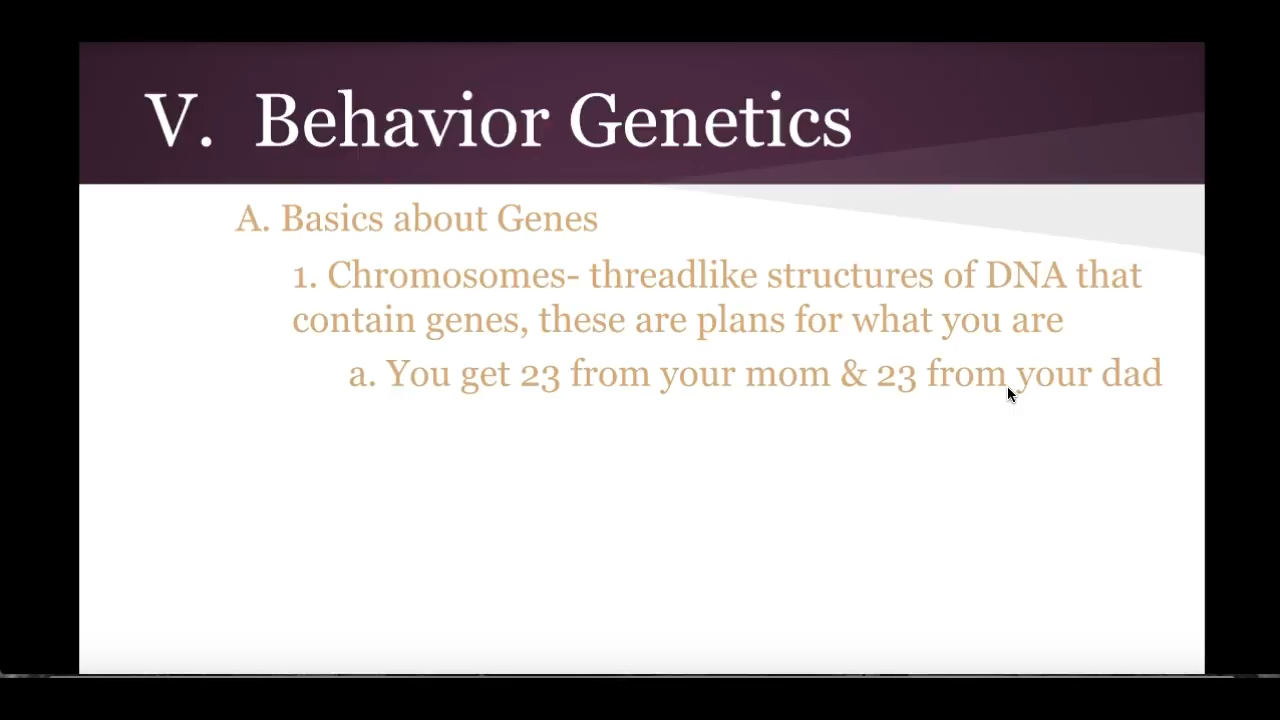 V. Behavior Genetics
A. Basics about Genes
1. Chromosomes- threadlike structures of DNA that
contain genes, these are plans for what you are
a. You get 23 from your mom & 23 from your dad